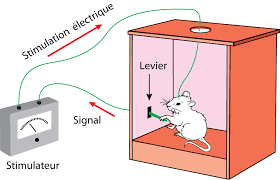 Stimulation électrique
Levier
Signal
Stimulateur